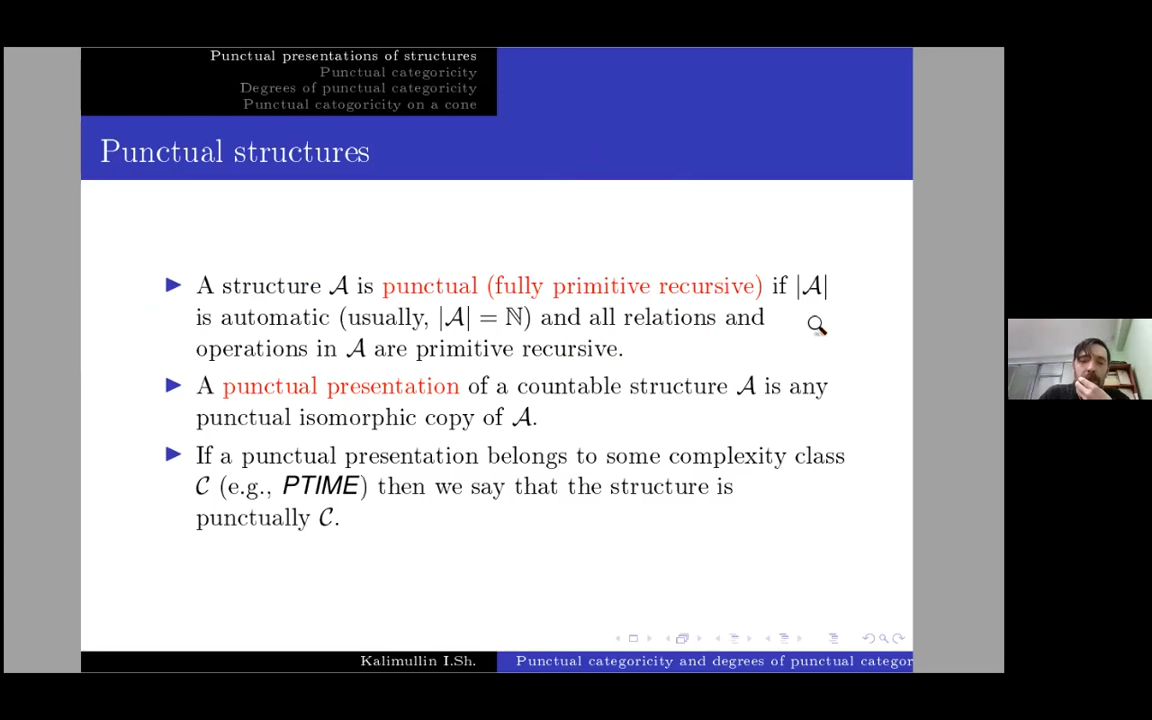 Punctual presentations of structures
Punctual categoricity
Degrees of punctual categoricity
Punctual catogoricity on a cone
Punctual structures
▶ A structure 𝒜 is punctual (fully primitive recursive) if |𝒜|
is automatic (usually, |𝒜| = ℕ) and all relations and
operations in 𝒜 are primitive recursive.
▶ A punctual presentation of a countable structure 𝒜 is any
punctual isomorphic copy of 𝒜.
▶ If a punctual presentation belongs to some complexity class
𝒞 (e.g., PTIME) then we say that the structure is
punctually 𝒞.
Kalimullin I.Sh.
Punctual categoricity and degrees of punctual categor